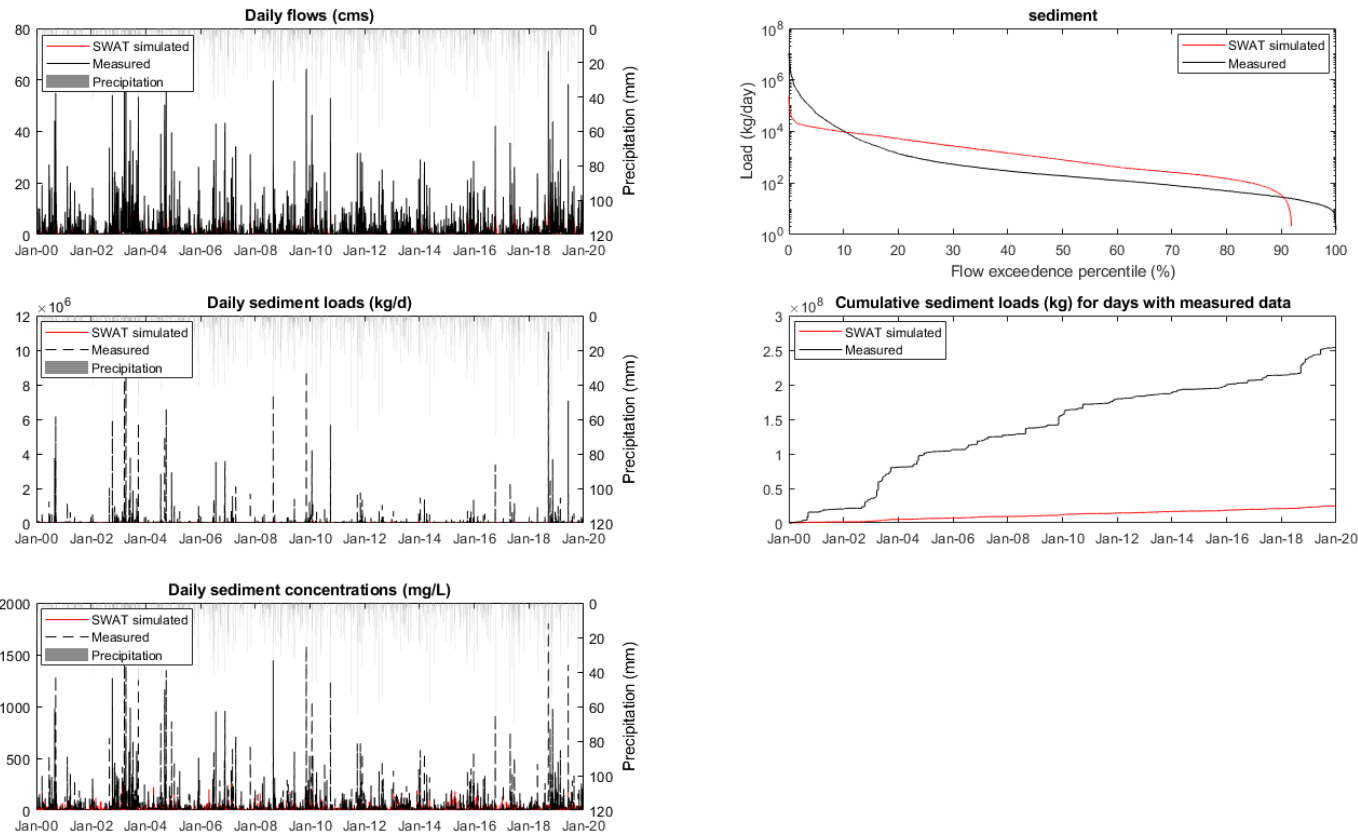 Daily flows (cms)
80
60
40
20
0
SWAT simulated
Measured
Precipitation
0
20
40
60
80
100
120
Precipitation (mm)
Jan-00 Jan-02 Jan-04 Jan-06 Jan-08 Jan-10 Jan-12 Jan-14 Jan-16 Jan-18 Jan-20
sediment
10^8
10^6
10^4
10^2
10^0
Load (kg/day)
SWAT simulated
Measured
0 10 20 30 40 50 60 70 80 90 100
Flow exceedence percentile (%)
×10^6
Daily sediment loads (kg/d)
12
10
8
6
4
2
0
SWAT simulated
Measured
Precipitation
0
20
40
60
80
100
120
Precipitation (mm)
Jan-00 Jan-02 Jan-04 Jan-06 Jan-08 Jan-10 Jan-12 Jan-14 Jan-16 Jan-18 Jan-20
×10^8
Cumulative sediment loads (kg) for days with measured data
3
2.5
2
1.5
1
0.5
0
SWAT simulated
Measured
Jan-00 Jan-02 Jan-04 Jan-06 Jan-08 Jan-10 Jan-12 Jan-14 Jan-16 Jan-18 Jan-20
Daily sediment concentrations (mg/L)
2000
1500
1000
500
0
SWAT simulated
Measured
Precipitation
0
20
40
60
80
100
120
Precipitation (mm)
Jan-00 Jan-02 Jan-04 Jan-06 Jan-08 Jan-10 Jan-12 Jan-14 Jan-16 Jan-18 Jan-20